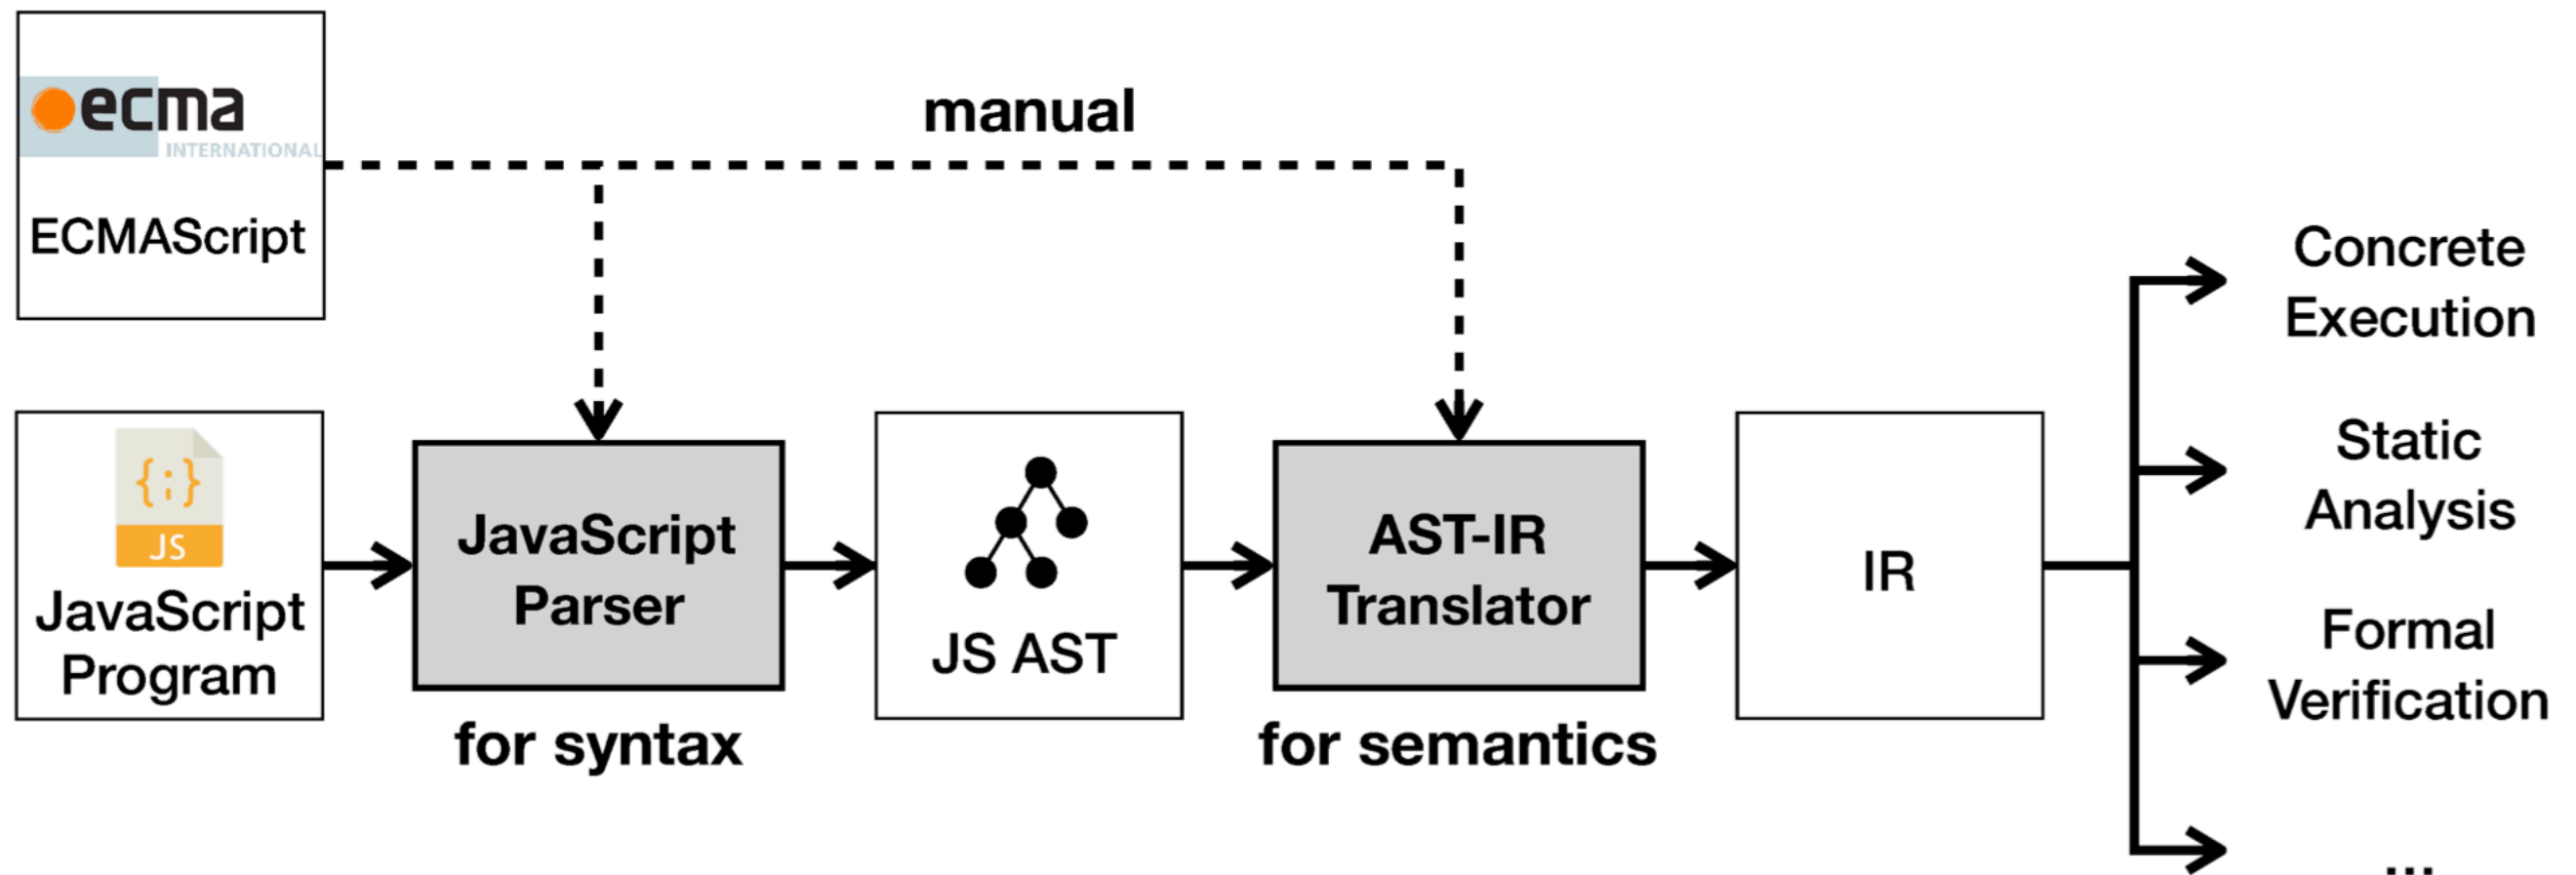 ecma
INTERNATIONAL
ECMAScript
manual
{;}
JS
JavaScript
Program
JavaScript
Parser
for syntax
JS AST
AST-IR
Translator
for semantics
IR
Concrete
Execution
Static
Analysis
Formal
Verification
...